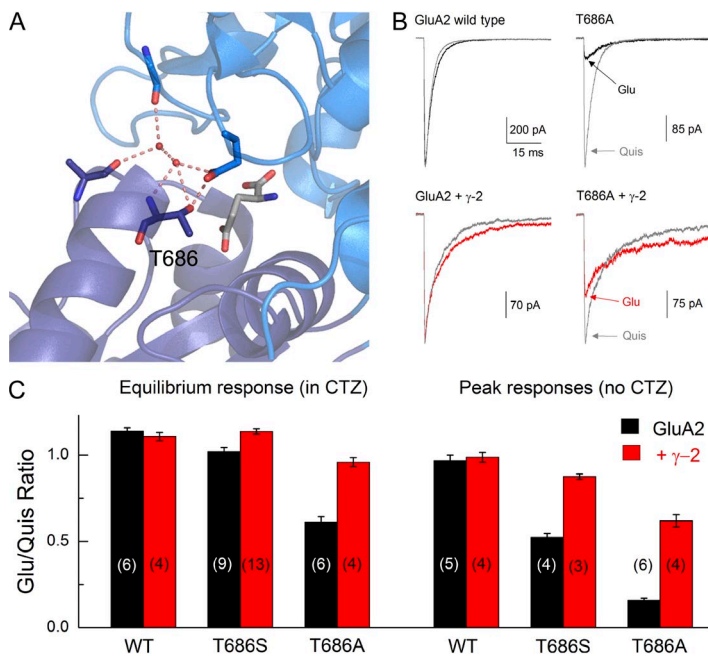 A
T686
B
GluA2 wild type
T686A
Glu
200 pA
15 ms
85 pA
Quis
GluA2 + γ-2
T686A + γ-2
70 pA
Glu
75 pA
Quis
C
Equilibrium response (in CTZ)
Peak responses (no CTZ)
GluA2
+ γ-2
Glu/Quis Ratio
1.0
0.5
0.0
(6)
(4)
(9)
(13)
(6)
(4)
(5)
(4)
(4)
(3)
(6)
(4)
WT
T686S
T686A
WT
T686S
T686A